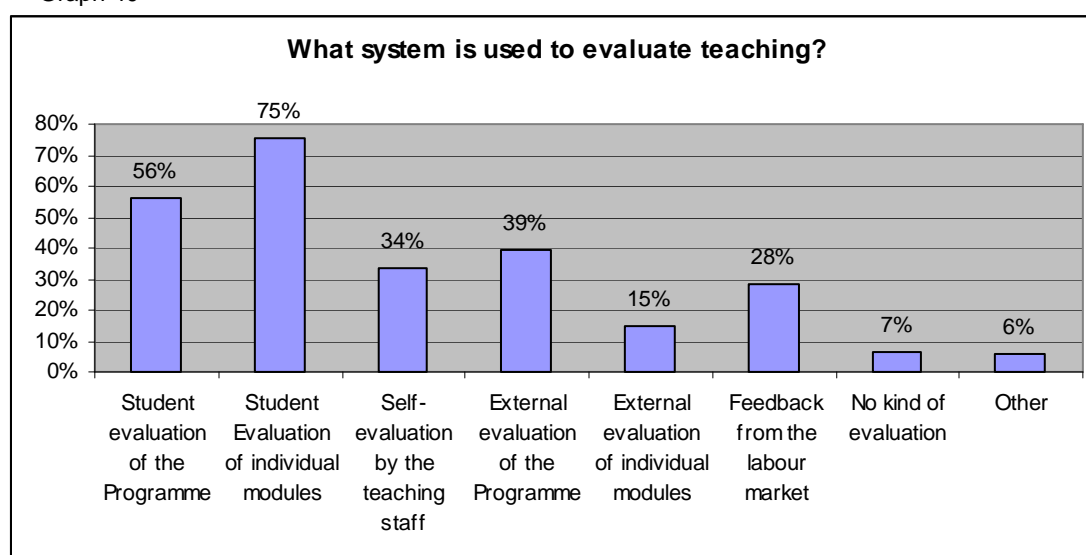 What system is used to evaluate teaching?
80%
70%
60%
50%
40%
30%
20%
10%
0%
56%
75%
34%
39%
15%
28%
7%
6%
Student
evaluation
of the
Programme
Student
Evaluation
of individual
modules
Self-
evaluation
by the
teaching
staff
External
evaluation
of the
Programme
External
evaluation
of individual
modules
Feedback
from the
labour
market
No kind of
evaluation
Other